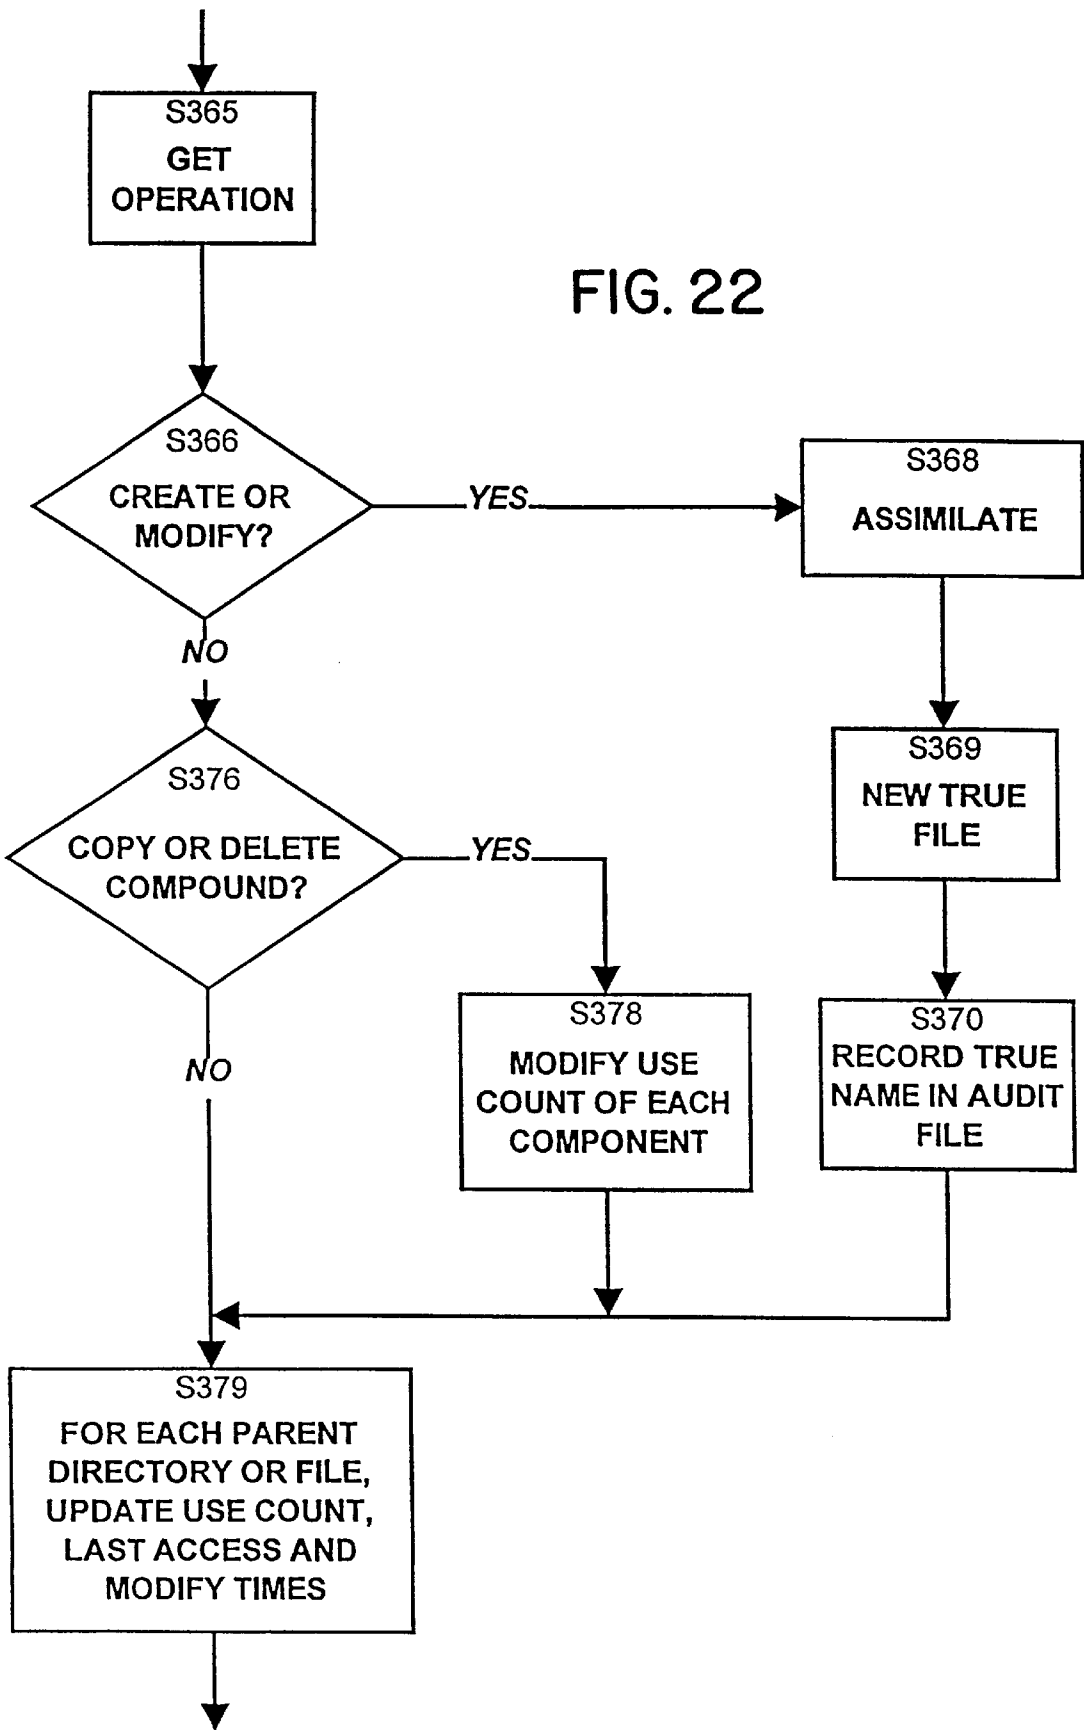 S365
GET
OPERATION
FIG. 22
S366
CREATE OR
MODIFY?
YES
S368
ASSIMILATE
NO
S369
NEW TRUE
FILE
S376
COPY OR DELETE
COMPOUND?
YES
S378
MODIFY USE
COUNT OF EACH
COMPONENT
S370
RECORD TRUE
NAME IN AUDIT
FILE
NO
S379
FOR EACH PARENT
DIRECTORY OR FILE,
UPDATE USE COUNT,
LAST ACCESS AND
MODIFY TIMES